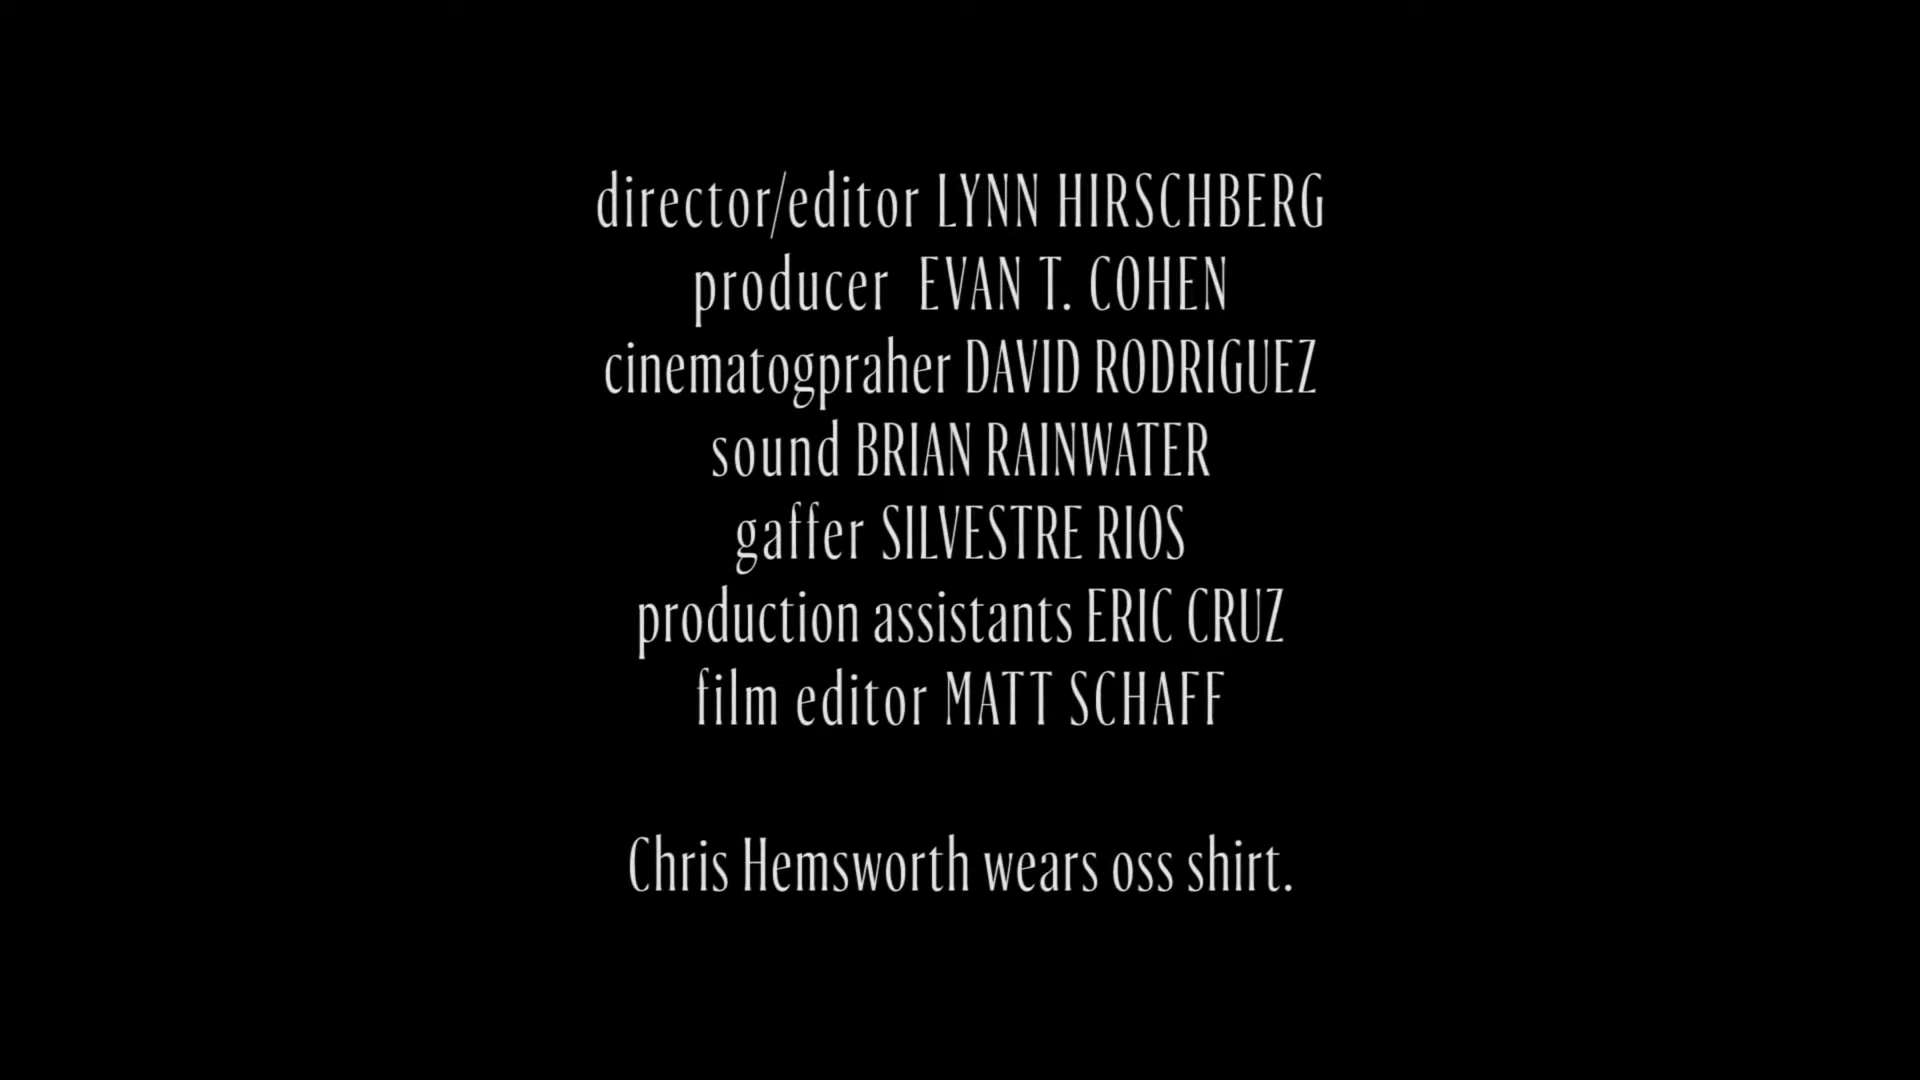 director/editor LYNN HIRSCHBERG
producer EVAN T. COHEN
cinematogpraher DAVID RODRIGUEZ
sound BRIAN RAINWATER
gaffer SILVESTRE RIOS
production assistants ERIC CRUZ
film editor MATT SCHAFF
Chris Hemsworth wears oss shirt.